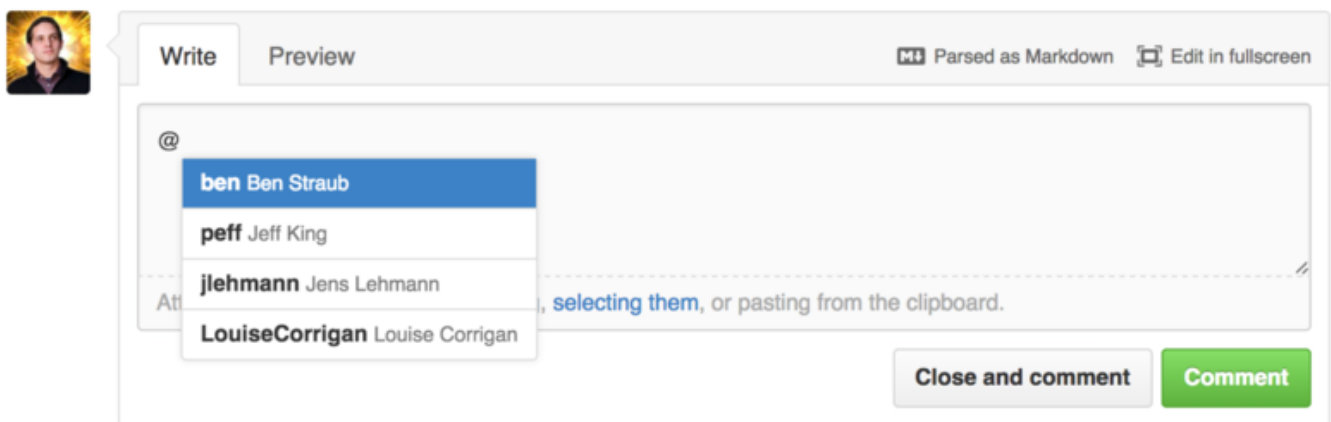 Write Preview Parsed as Markdown Edit in fullscreen
@
ben Ben Straub
peff Jeff King
jlehmann Jens Lehmann
, selecting them, or pasting from the clipboard.
LouiseCorrigan Louise Corrigan
Close and comment Comment